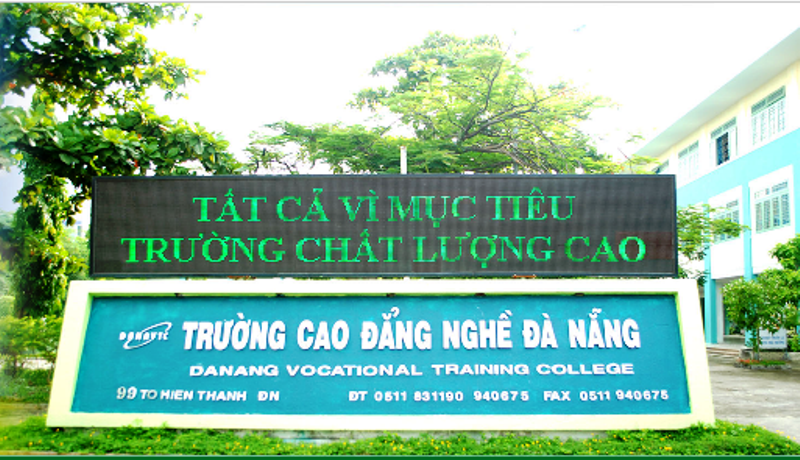 TẤT CẢ VÌ MỤC TIÊU
TRƯỜNG CHẤT LƯỢNG CAO
DANAVTC TRƯỜNG CAO ĐẲNG NGHỀ ĐÀ NẴNG
DANANG VOCATIONAL TRAINING COLLEGE
99 TO HIEN THANH ĐN ĐT 0511 831190 940675 FAX 0511 940675